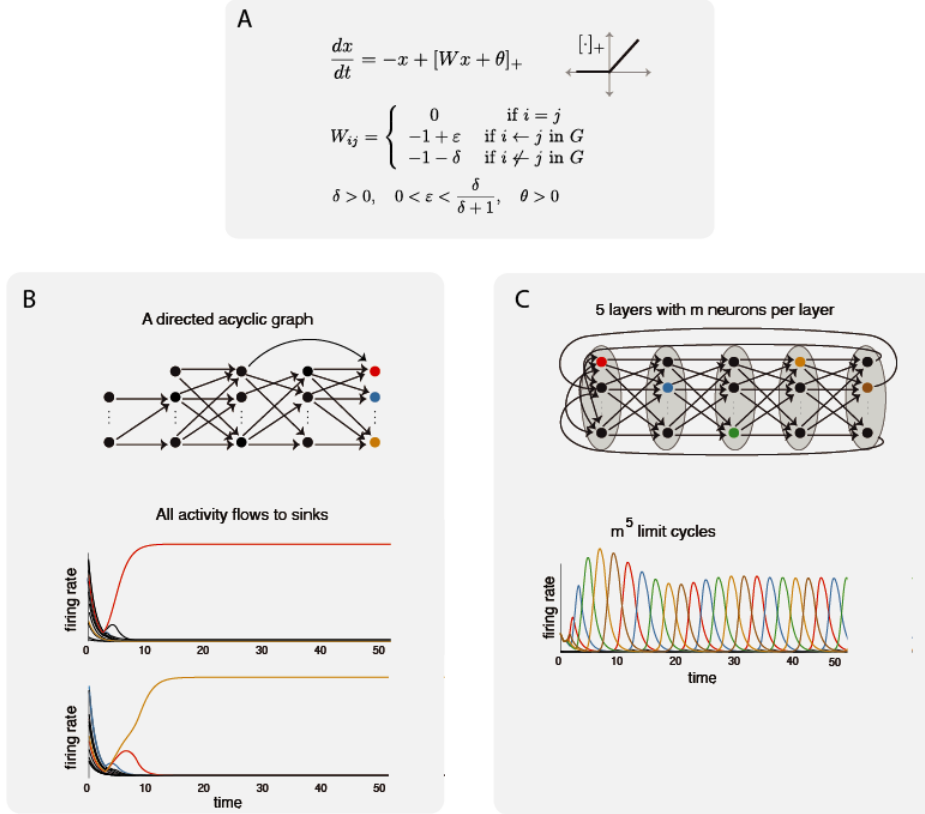 A
dx/dt = −x + [Wx + θ]₊
[·]₊
W_ij = { 0 if i = j
−1 + ε if i ← j in G
−1 − δ if i ↚ j in G
δ > 0, 0 < ε < δ/(δ+1), θ > 0
B
A directed acyclic graph
All activity flows to sinks
firing rate
0 10 20 30 40 50
firing rate
0 10 20 30 40 50
time
C
5 layers with m neurons per layer
m⁵ limit cycles
firing rate
0 10 20 30 40 50
time